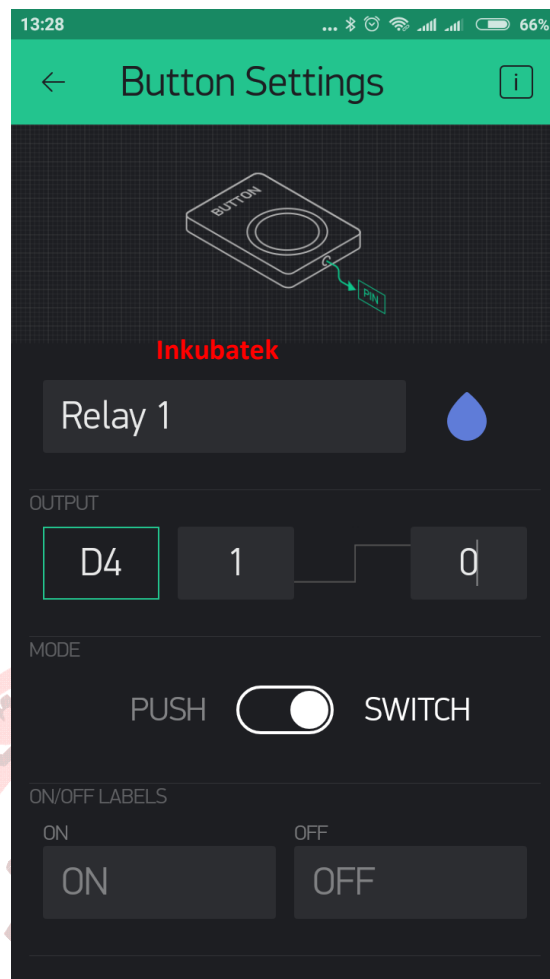 13:28 ... 66%
Button Settings i
BUTTON
PIN
Inkubatek
Relay 1
OUTPUT
D4 1 0
MODE
PUSH SWITCH
ON/OFF LABELS
ON OFF
ON OFF